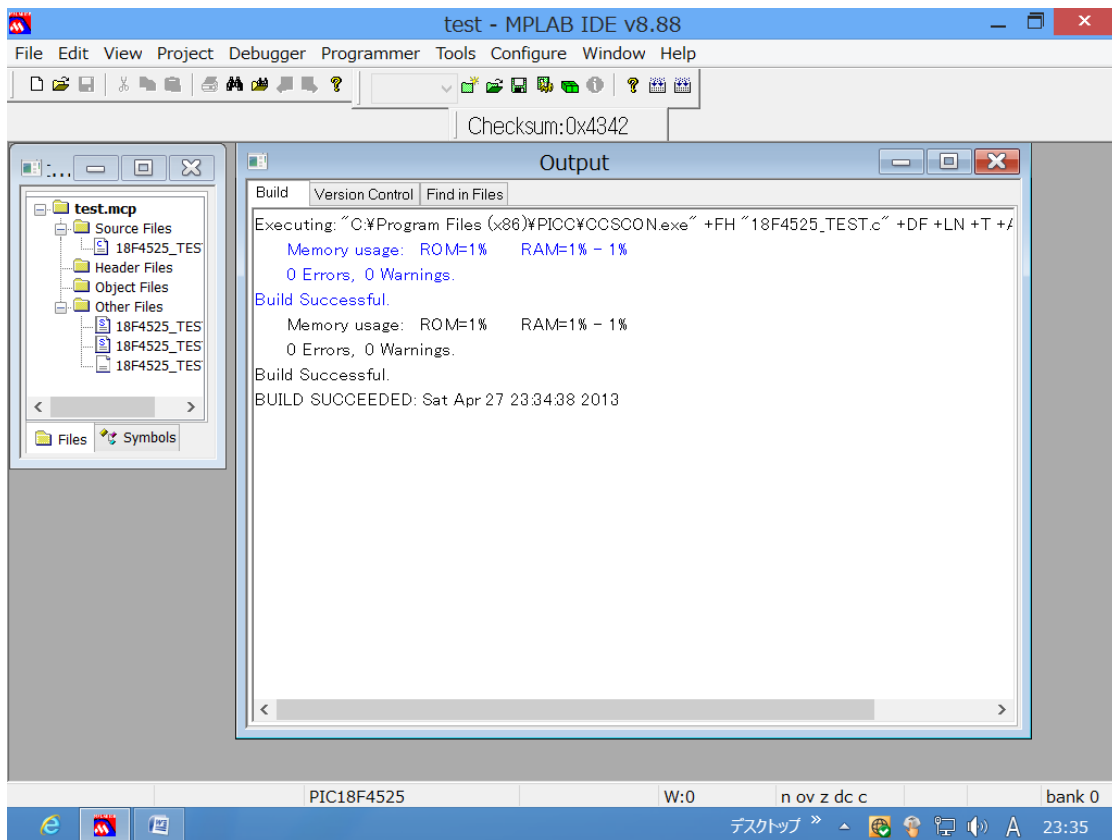 test - MPLAB IDE v8.88
File Edit View Project Debugger Programmer Tools Configure Window Help
Checksum:0x4342
:...
test.mcp
Source Files
18F4525_TES
Header Files
Object Files
Other Files
18F4525_TES
18F4525_TES
18F4525_TES
Files Symbols
Output
Build Version Control Find in Files
Executing: "C:¥Program Files (x86)¥PICC¥CCSCON.exe" +FH "18F4525_TEST.c" +DF +LN +T +A
Memory usage: ROM=1% RAM=1% - 1%
0 Errors, 0 Warnings.
Build Successful.
Memory usage: ROM=1% RAM=1% - 1%
0 Errors, 0 Warnings.
Build Successful.
BUILD SUCCEEDED: Sat Apr 27 23:34:38 2013
PIC18F4525 W:0 n ov z dc c bank 0
デスクトップ » A 23:35